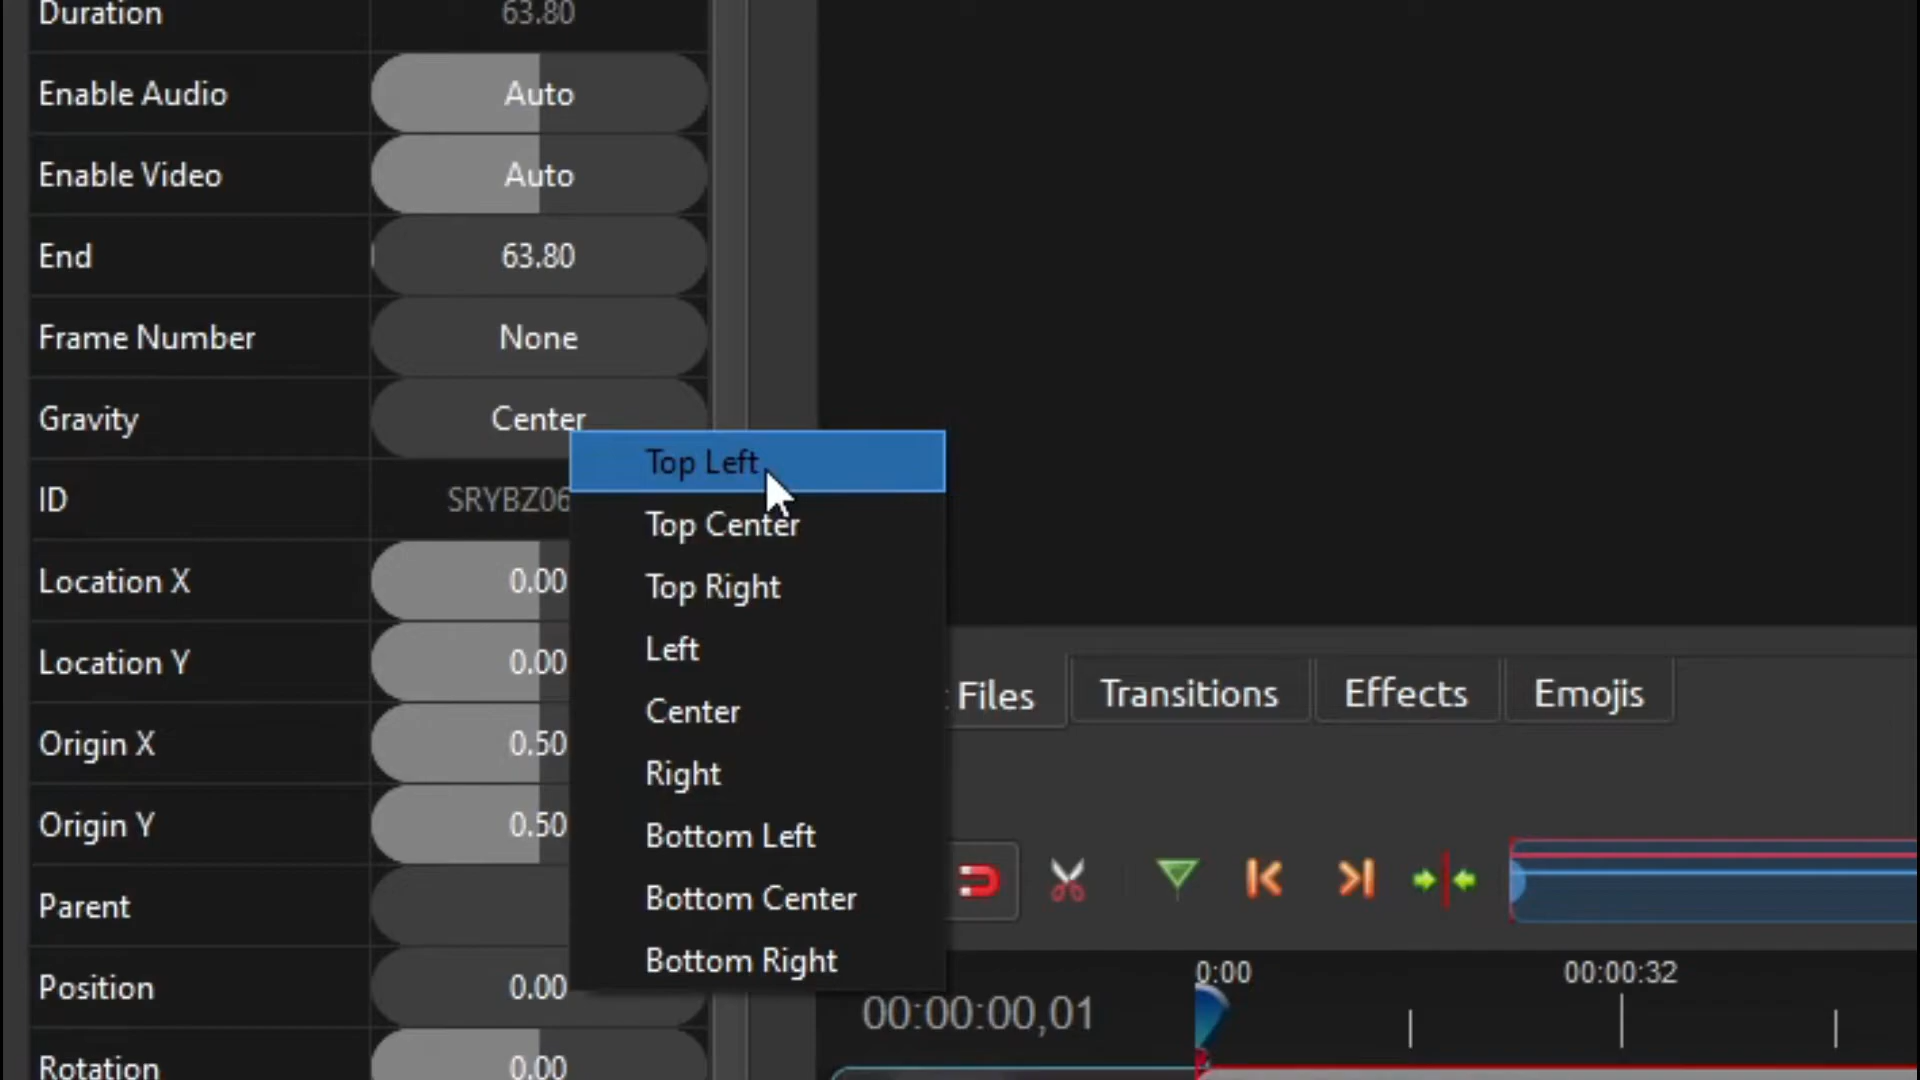 Duration 63.80
Enable Audio Auto
Enable Video Auto
End 63.80
Frame Number None
Gravity Center
Top Left
ID SRYBZ06
Top Center
Top Right
Location X 0.00
Left
Location Y 0.00
Center
Files Transitions Effects Emojis
Origin X 0.50
Right
Origin Y 0.50
Bottom Left
Parent
Bottom Center
Bottom Right
Position 0.00
0:00 00:00:32
00:00:00,01
Rotation 0.00